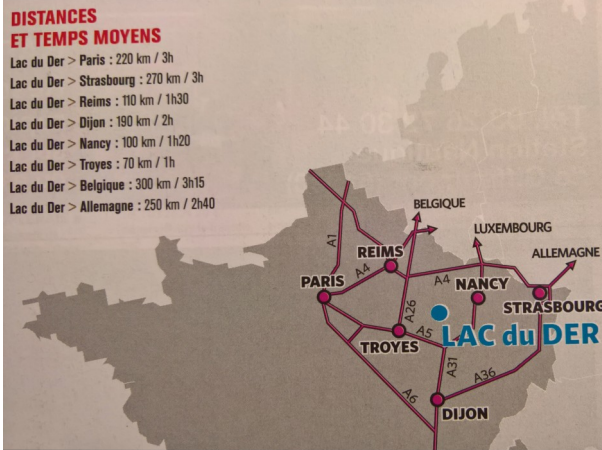 DISTANCES
ET TEMPS MOYENS
Lac du Der > Paris : 220 km / 3h
Lac du Der > Strasbourg : 270 km / 3h
Lac du Der > Reims : 110 km / 1h30
Lac du Der > Dijon : 190 km / 2h
Lac du Der > Nancy : 100 km / 1h20
Lac du Der > Troyes : 70 km / 1h
Lac du Der > Belgique : 300 km / 3h15
Lac du Der > Allemagne : 250 km / 2h40
BELGIQUE
LUXEMBOURG
A1
REIMS
ALLEMAGNE
A4
A4
PARIS
NANCY
STRASBOURG
A26
LAC du DER
A5
TROYES
A31
A36
A6
DIJON